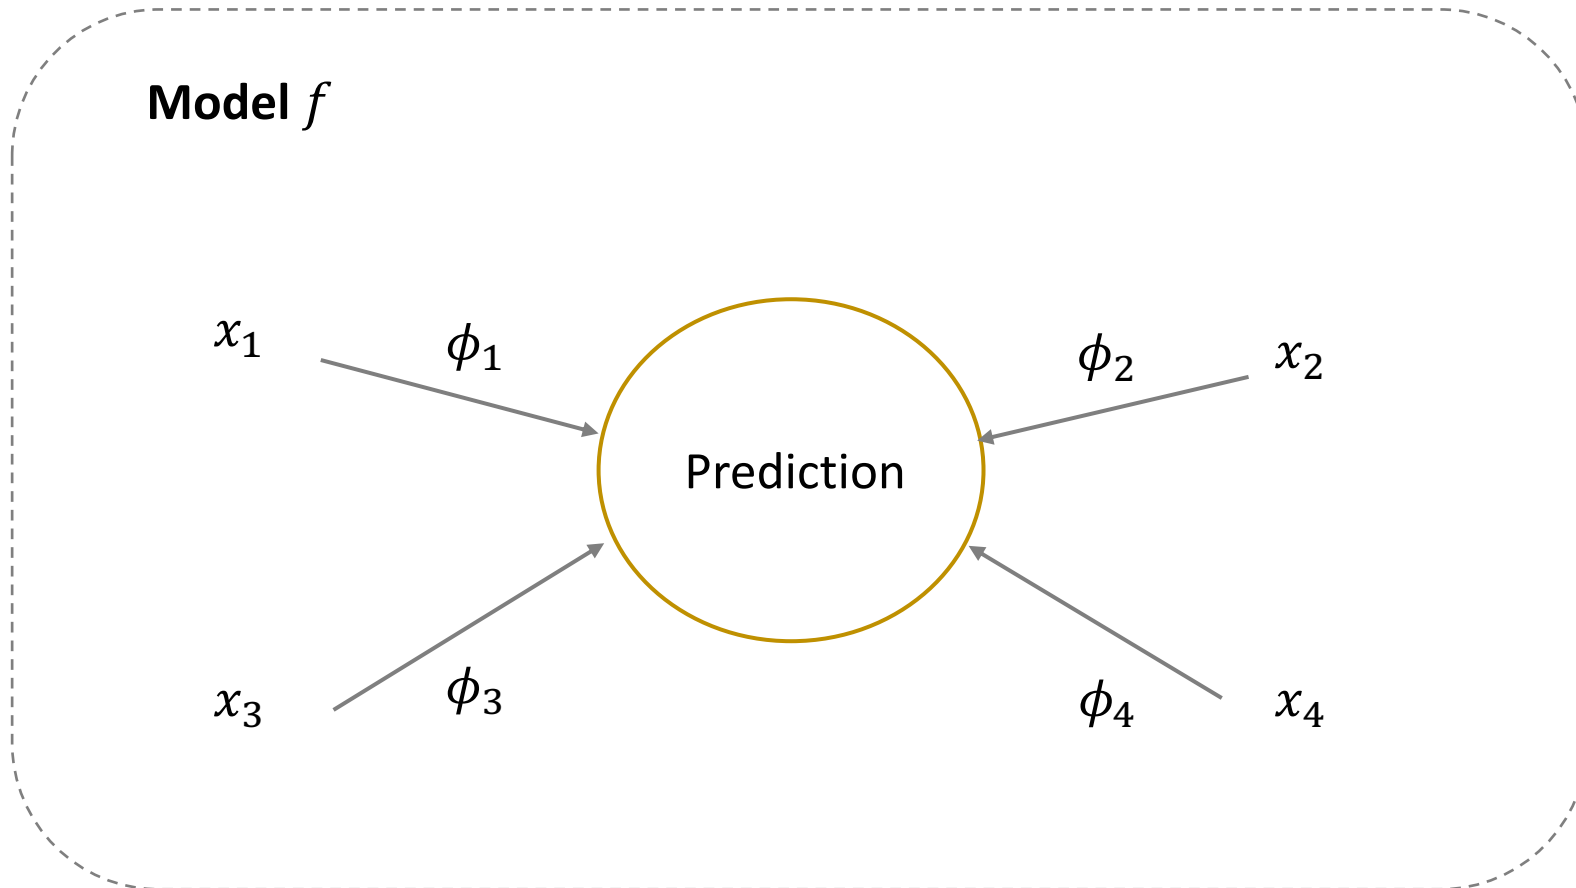 Model f
x₁
ϕ₁
ϕ₂
x₂
Prediction
x₃
ϕ₃
ϕ₄
x₄